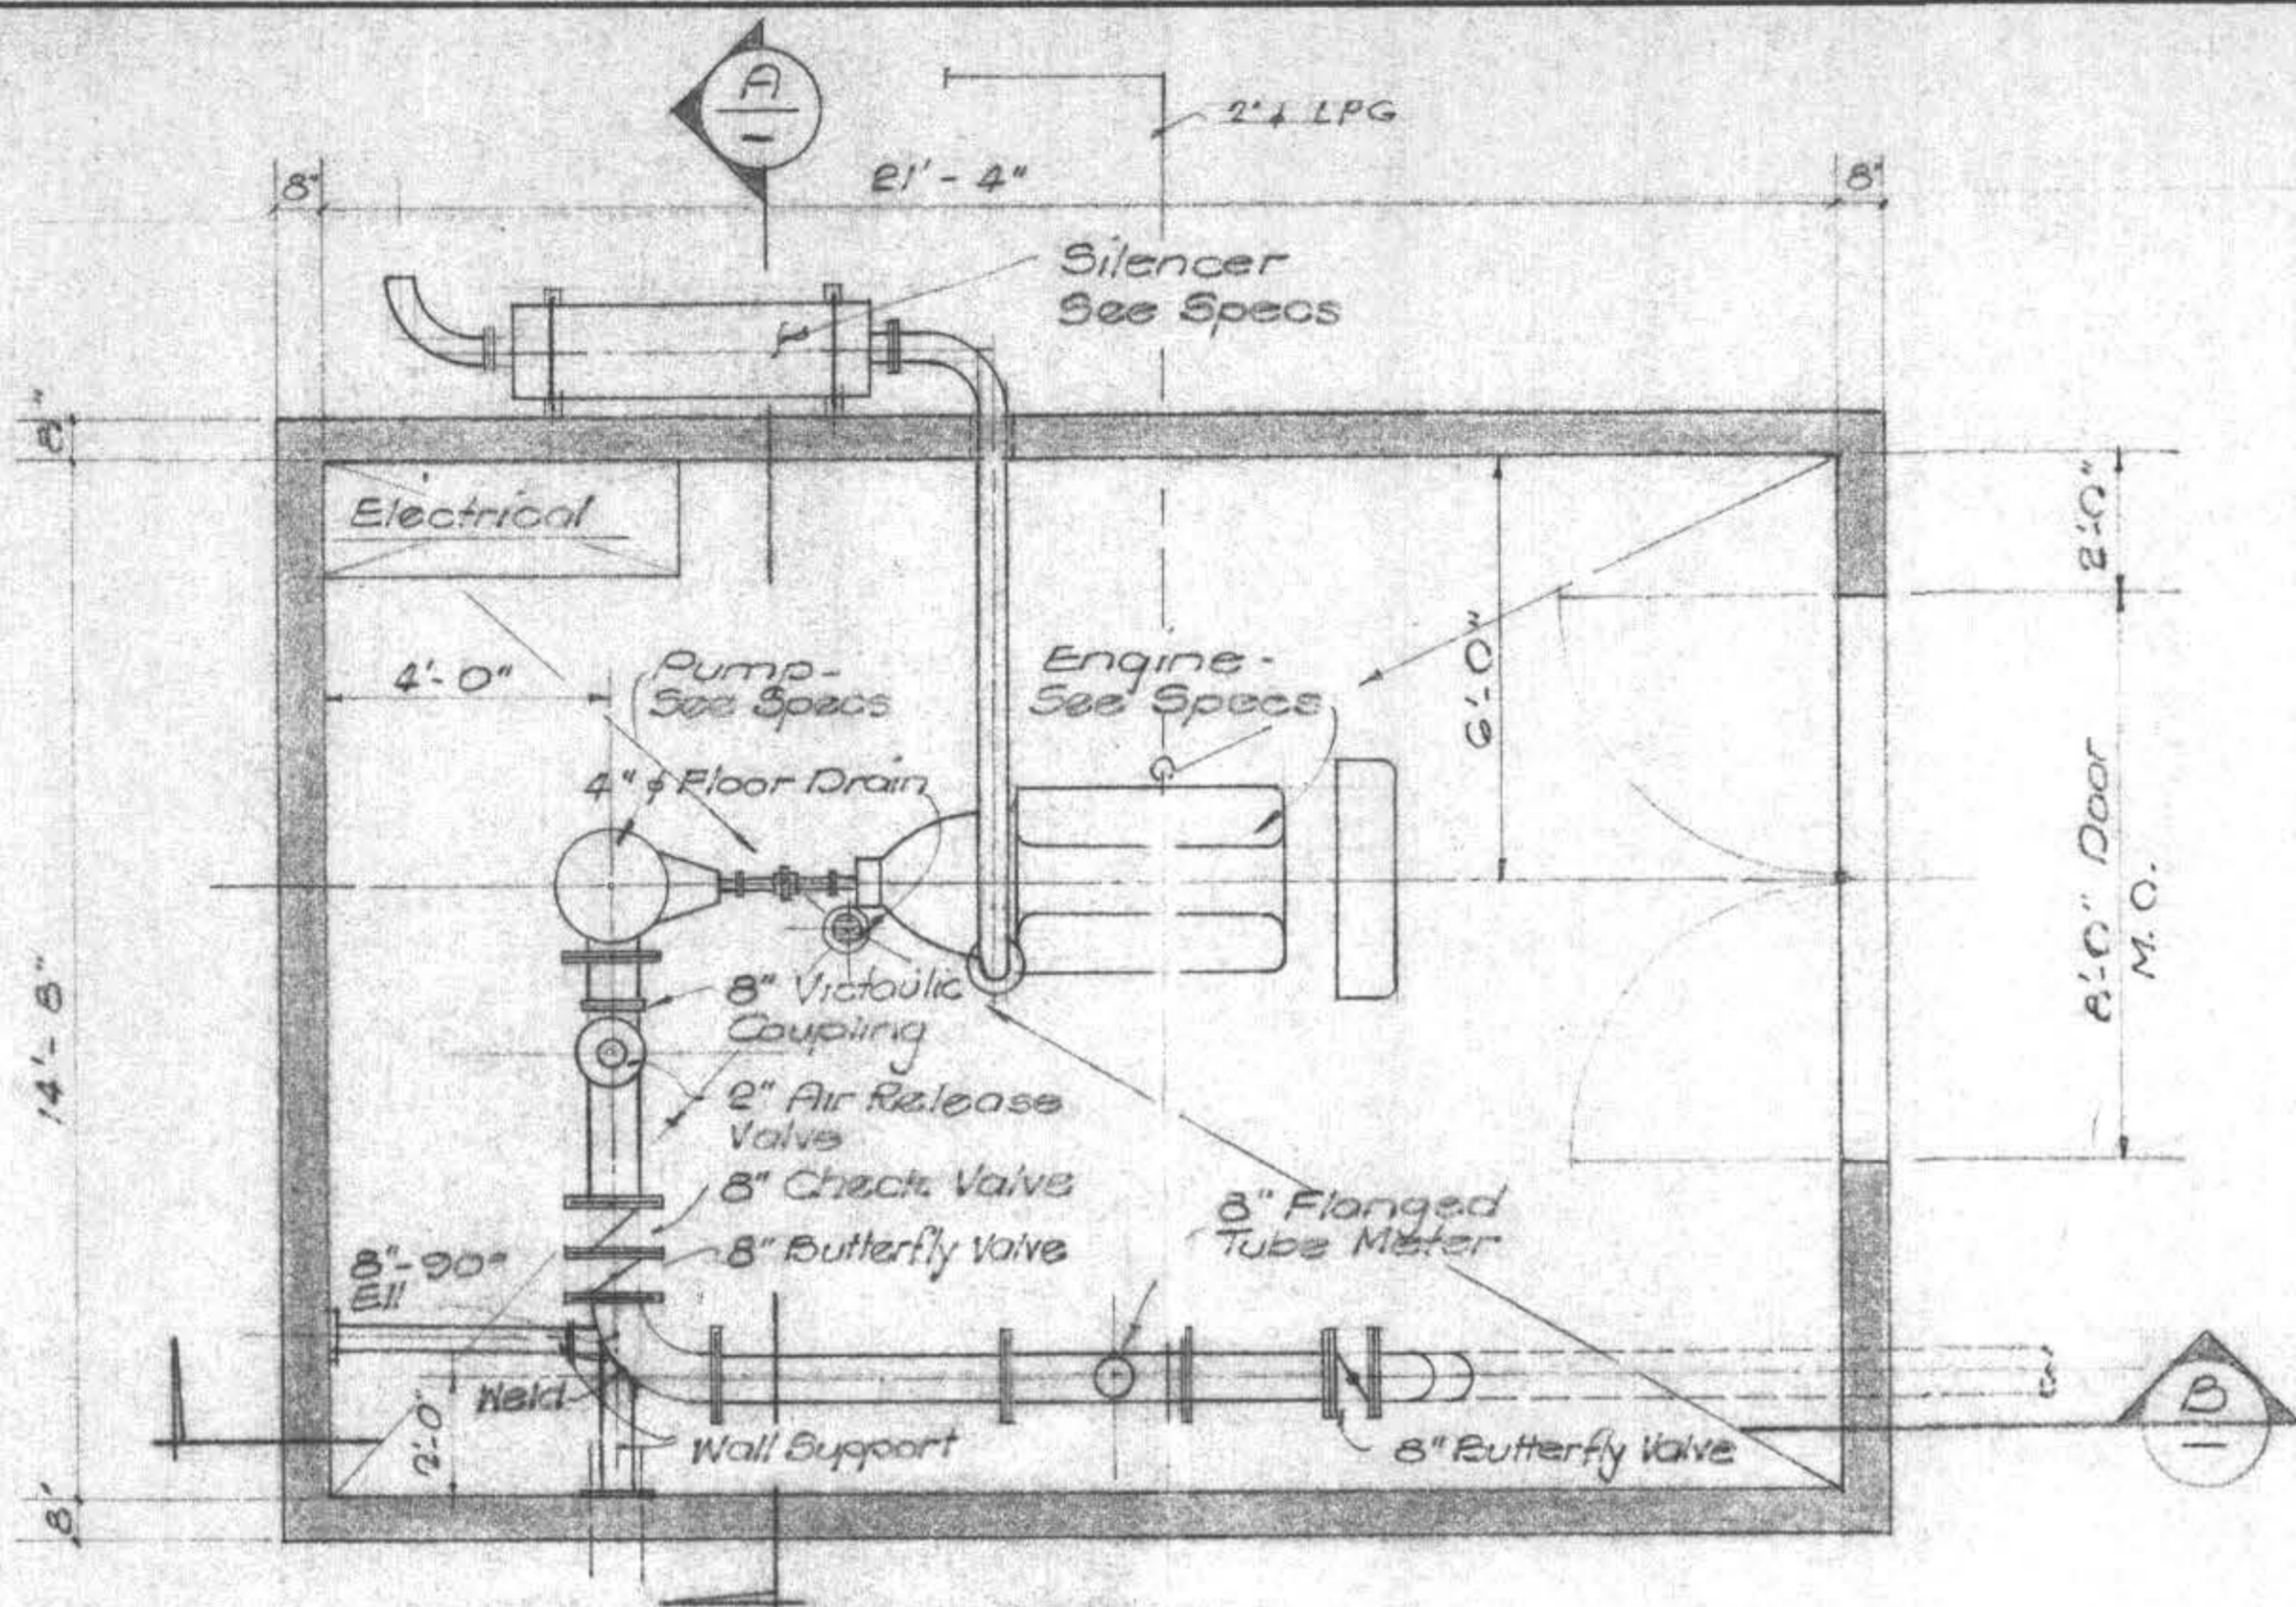 A
-
2"ϕ LPG
8"
21'-4"
8"
Silencer
See Specs
8"
Electrical
2'-0"
4'-0"
Pump-
See Specs
Engine-
See Specs
6'-0"
4"ϕ Floor Drain
8'-0" Door
M.O.
14'-8"
8" Victaulic
Coupling
2" Air Release
Valve
8" Check Valve
8" Flanged
Tube Meter
8" Butterfly Valve
8"-90°
Ell
Weld
2'-0"
Wall Support
8" Butterfly Valve
B
-
8"